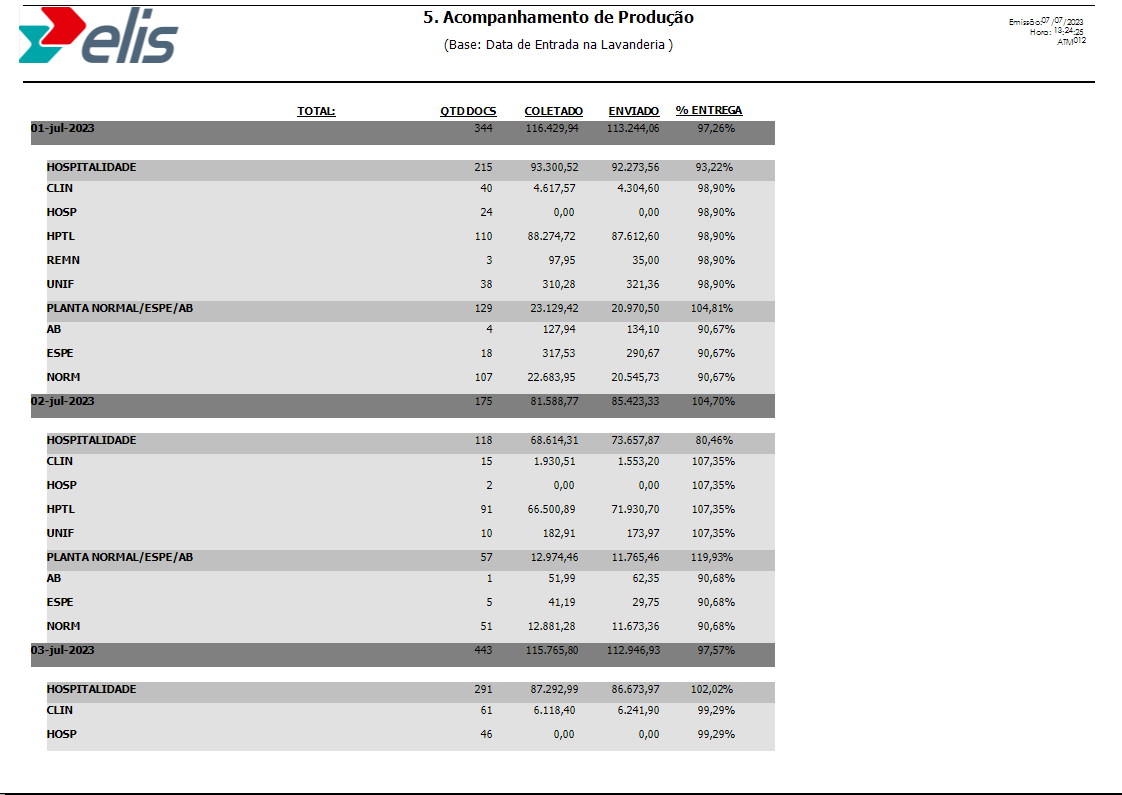 elis
5. Acompanhamento de Produção
(Base: Data de Entrada na Lavanderia )
Emissão: 07/07/2023
Hora: 13:24:25
ATM012
TOTAL: QTD DOCS COLETADO ENVIADO % ENTREGA
01-jul-2023 344 116.429,94 113.244,06 97,26%
HOSPITALIDADE 215 93.300,52 92.273,56 93,22%
CLIN 40 4.617,57 4.304,60 98,90%
HOSP 24 0,00 0,00 98,90%
HPTL 110 88.274,72 87.612,60 98,90%
REMN 3 97,95 35,00 98,90%
UNIF 38 310,28 321,36 98,90%
PLANTA NORMAL/ESPE/AB 129 23.129,42 20.970,50 104,81%
AB 4 127,94 134,10 90,67%
ESPE 18 317,53 290,67 90,67%
NORM 107 22.683,95 20.545,73 90,67%
02-jul-2023 175 81.588,77 85.423,33 104,70%
HOSPITALIDADE 118 68.614,31 73.657,87 80,46%
CLIN 15 1.930,51 1.553,20 107,35%
HOSP 2 0,00 0,00 107,35%
HPTL 91 66.500,89 71.930,70 107,35%
UNIF 10 182,91 173,97 107,35%
PLANTA NORMAL/ESPE/AB 57 12.974,46 11.765,46 119,93%
AB 1 51,99 62,35 90,68%
ESPE 5 41,19 29,75 90,68%
NORM 51 12.881,28 11.673,36 90,68%
03-jul-2023 443 115.765,80 112.946,93 97,57%
HOSPITALIDADE 291 87.292,99 86.673,97 102,02%
CLIN 61 6.118,40 6.241,90 99,29%
HOSP 46 0,00 0,00 99,29%